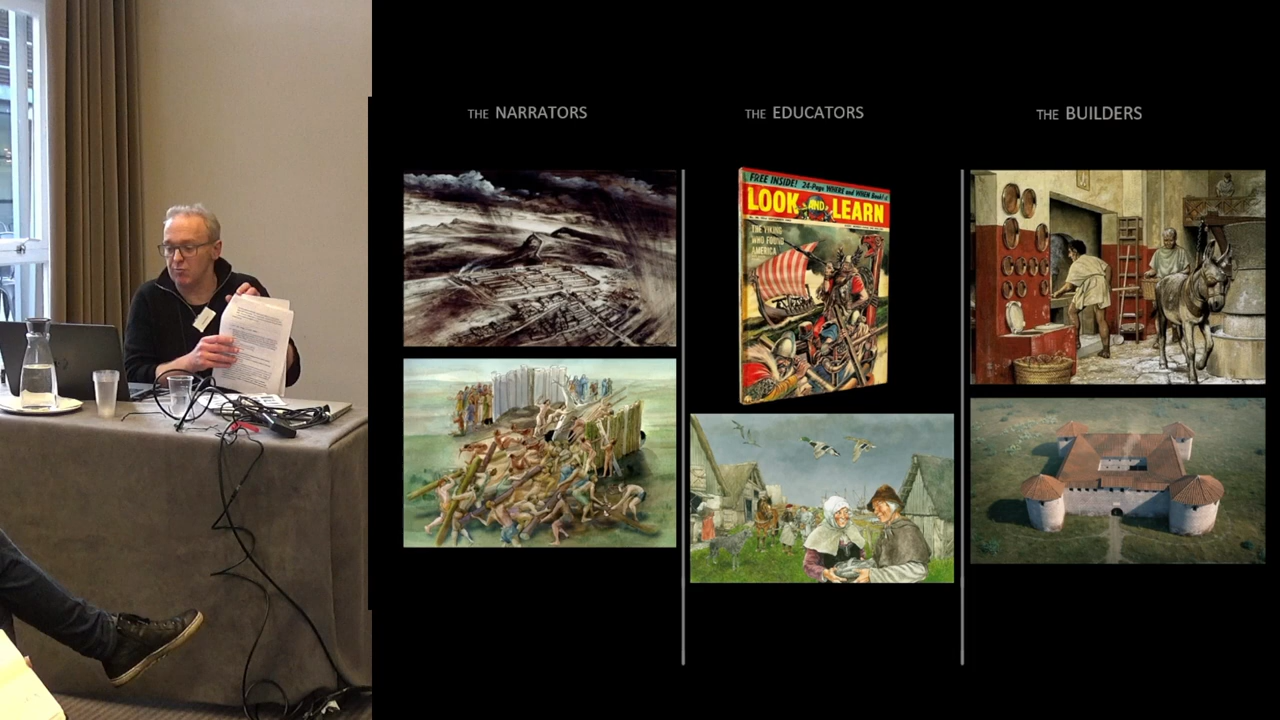 THE NARRATORS
THE EDUCATORS
THE BUILDERS
FREE INSIDE! 24-Page WHERE and WHEN Book!
LOOK AND LEARN
THE VIKING
WHO FOUND
AMERICA